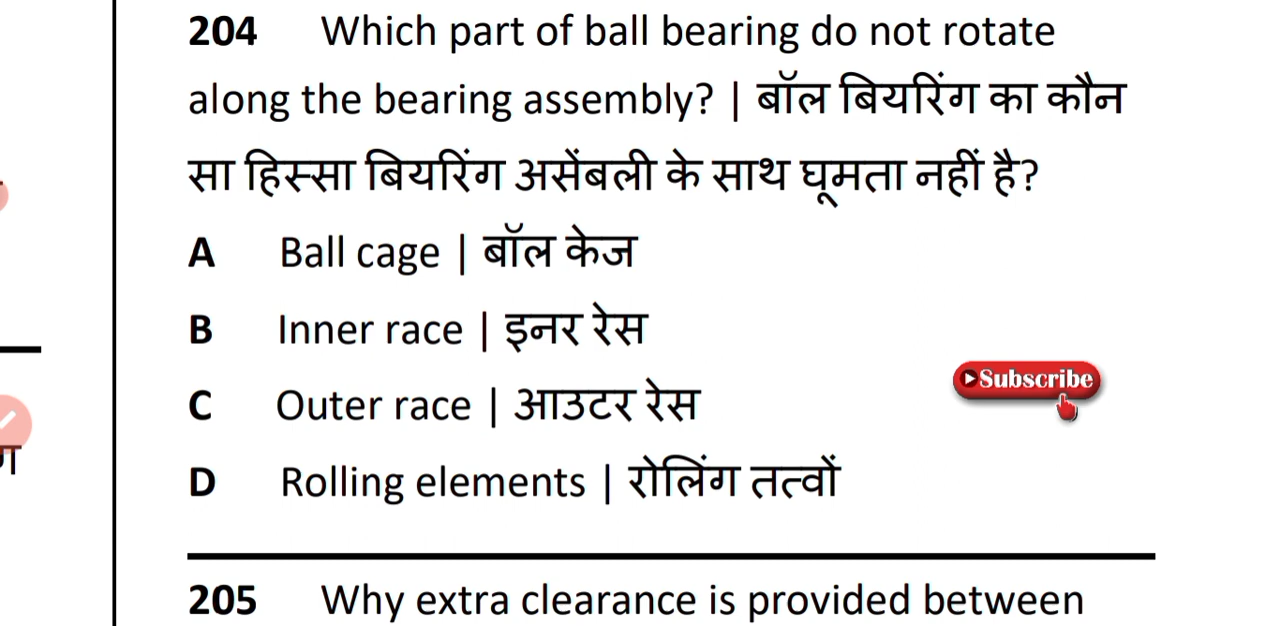 204 Which part of ball bearing do not rotate
along the bearing assembly? | बॉल बियरिंग का कौन
सा हिस्सा बियरिंग असेंबली के साथ घूमता नहीं है?
A Ball cage | बॉल केज
B Inner race | इनर रेस
C Outer race | आउटर रेस
Subscribe
D Rolling elements | रोलिंग तत्वों
205 Why extra clearance is provided between